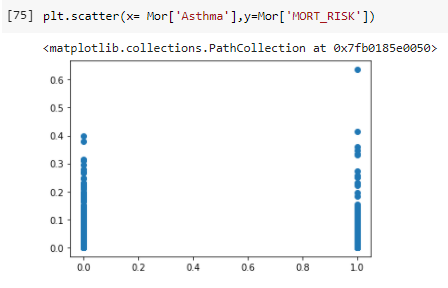 [75] plt.scatter(x= Mor['Asthma'],y=Mor['MORT_RISK'])
<matplotlib.collections.PathCollection at 0x7fb0185e0050>
0.6
0.5
0.4
0.3
0.2
0.1
0.0
0.0 0.2 0.4 0.6 0.8 1.0